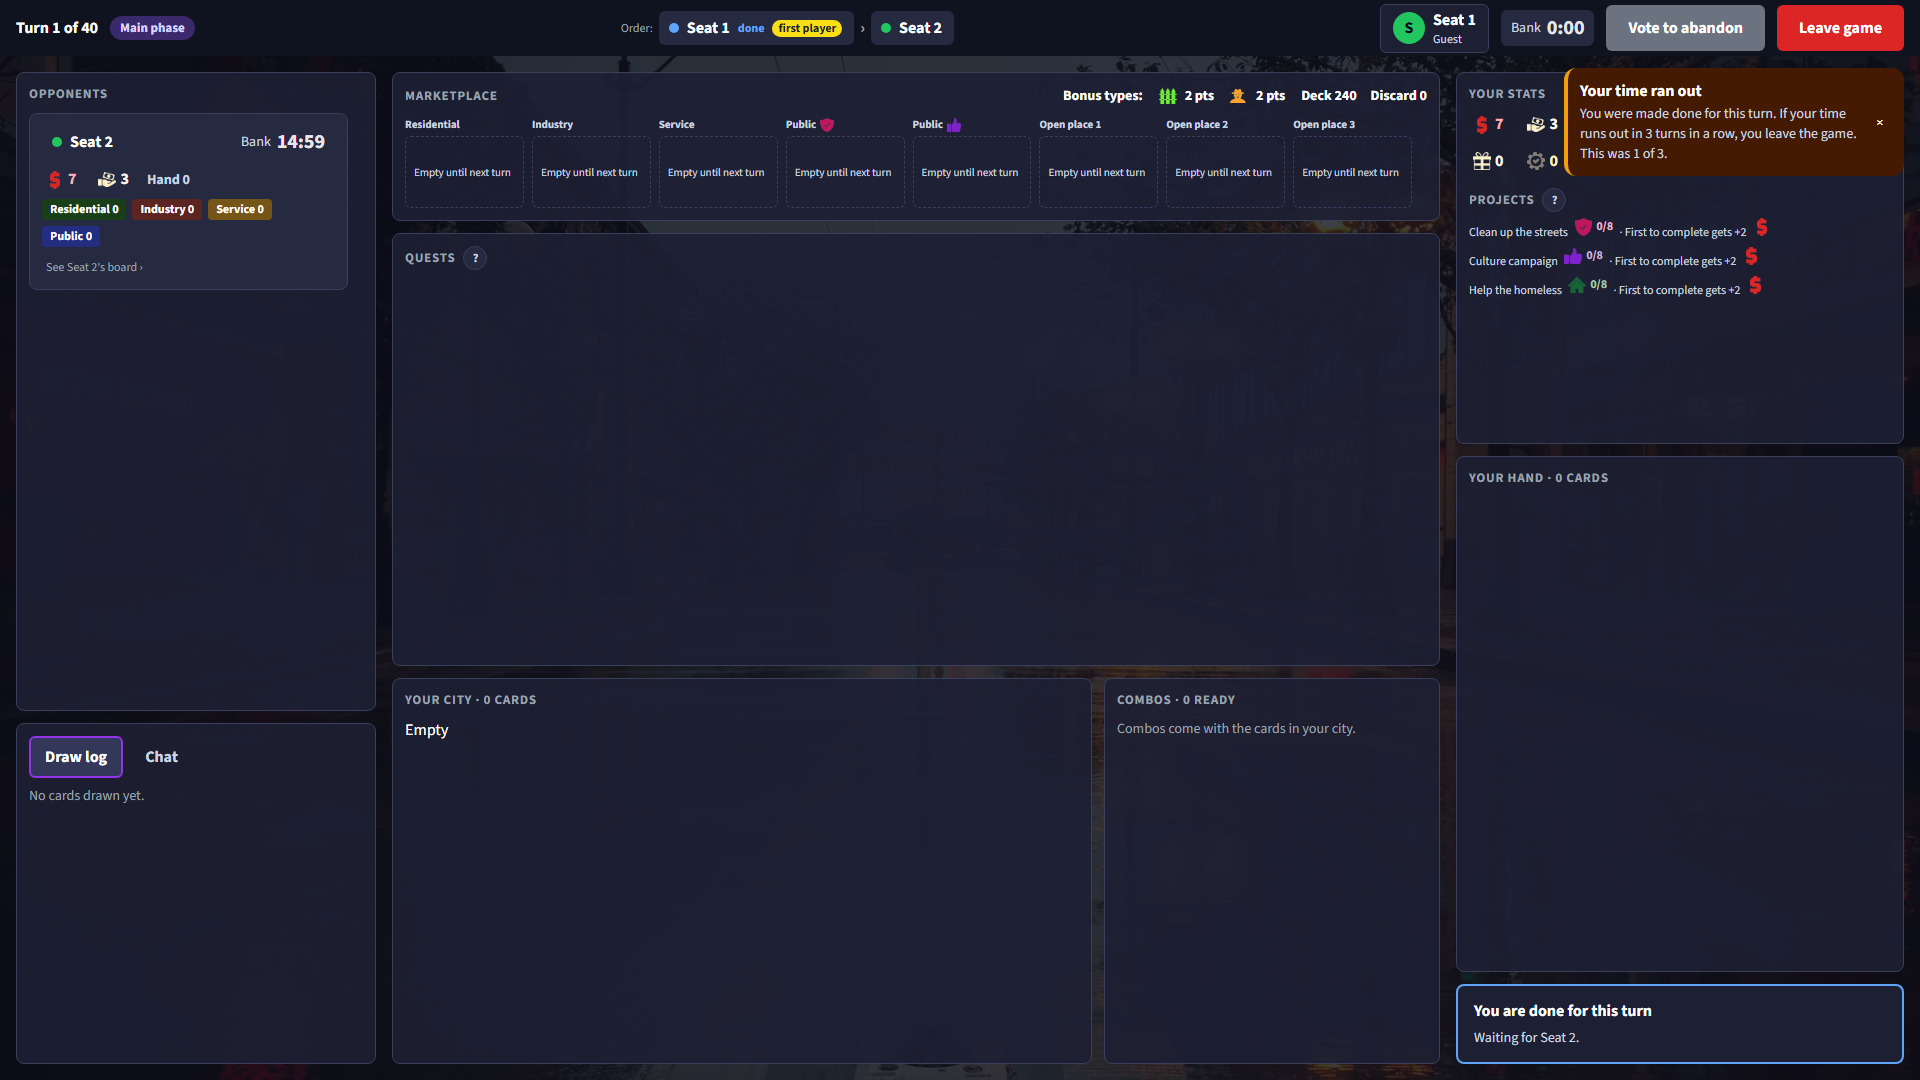 Turn 1 of 40
Main phase
Order:
Seat 1 done first player
›
Seat 2
S
Seat 1
Guest
Bank 0:00
Vote to abandon
Leave game
OPPONENTS
Seat 2
Bank 14:59
7
3
Hand 0
Residential 0
Industry 0
Service 0
Public 0
See Seat 2's board ›
Draw log
Chat
No cards drawn yet.
MARKETPLACE
Bonus types:
2 pts
2 pts
Deck 240
Discard 0
Residential
Industry
Service
Public
Public
Open place 1
Open place 2
Open place 3
Empty until next turn
Empty until next turn
Empty until next turn
Empty until next turn
Empty until next turn
Empty until next turn
Empty until next turn
Empty until next turn
QUESTS
?
YOUR CITY · 0 CARDS
Empty
COMBOS · 0 READY
Combos come with the cards in your city.
YOUR STATS
7
3
0
0
Your time ran out
You were made done for this turn. If your time
runs out in 3 turns in a row, you leave the game.
This was 1 of 3.
×
PROJECTS
?
Clean up the streets 0/8 · First to complete gets +2
Culture campaign 0/8 · First to complete gets +2
Help the homeless 0/8 · First to complete gets +2
YOUR HAND · 0 CARDS
You are done for this turn
Waiting for Seat 2.